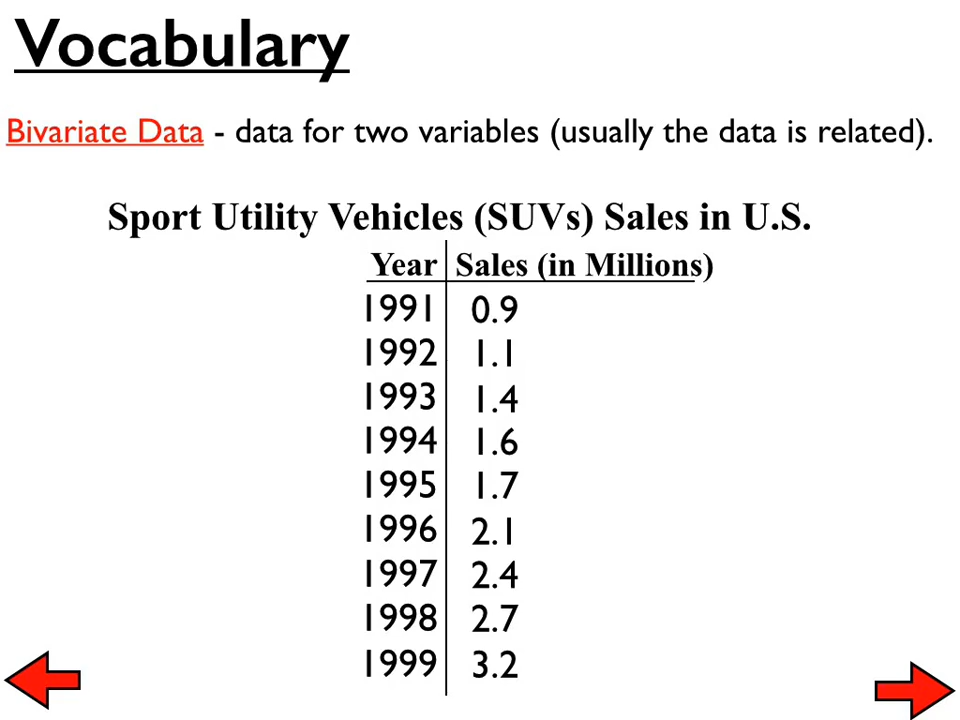 Vocabulary
Bivariate Data - data for two variables (usually the data is related).
Sport Utility Vehicles (SUVs) Sales in U.S.
Year Sales (in Millions)
1991 0.9
1992 1.1
1993 1.4
1994 1.6
1995 1.7
1996 2.1
1997 2.4
1998 2.7
1999 3.2